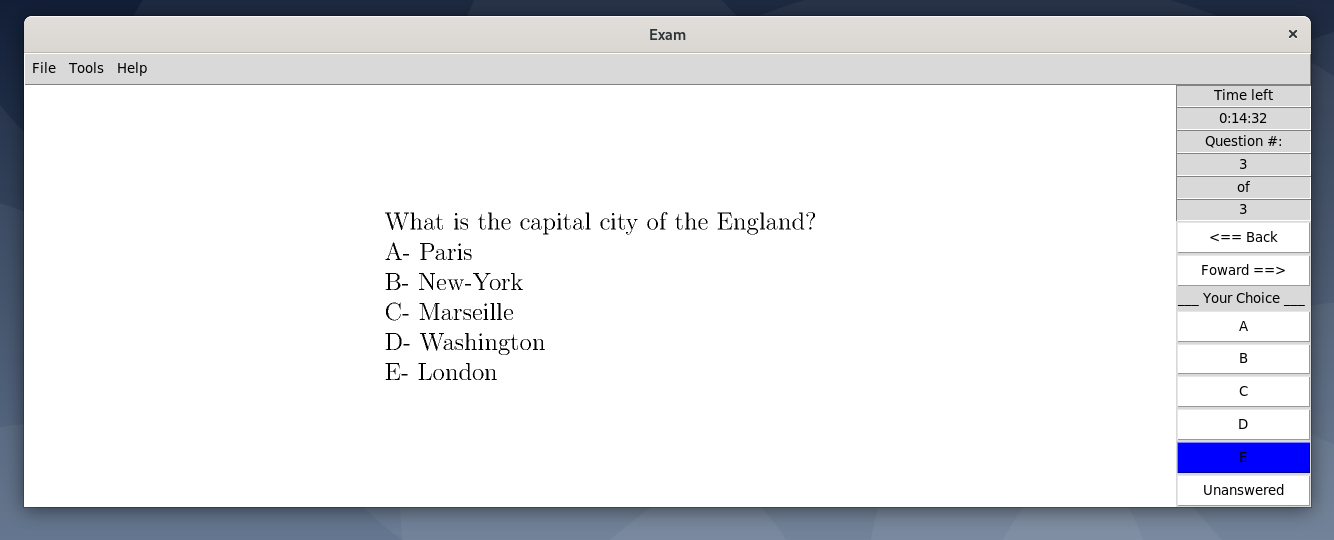 Exam
×
File Tools Help
What is the capital city of the England?
A- Paris
B- New-York
C- Marseille
D- Washington
E- London
Time left
0:14:32
Question #:
3
of
3
<== Back
Foward ==>
___ Your Choice ___
A
B
C
D
E
Unanswered